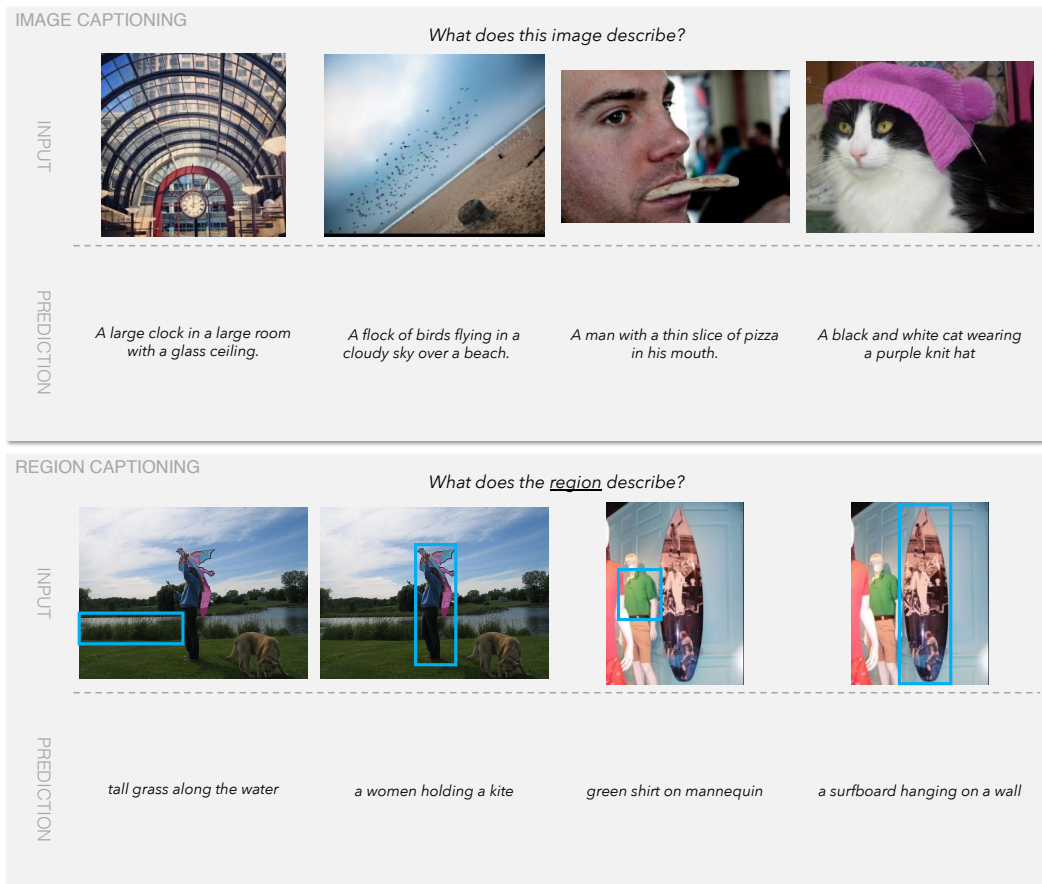 IMAGE CAPTIONING
What does this image describe?
INPUT
PREDICTION
A large clock in a large room
with a glass ceiling.
A flock of birds flying in a
cloudy sky over a beach.
A man with a thin slice of pizza
in his mouth.
A black and white cat wearing
a purple knit hat
REGION CAPTIONING
What does the region describe?
INPUT
PREDICTION
tall grass along the water
a women holding a kite
green shirt on mannequin
a surfboard hanging on a wall